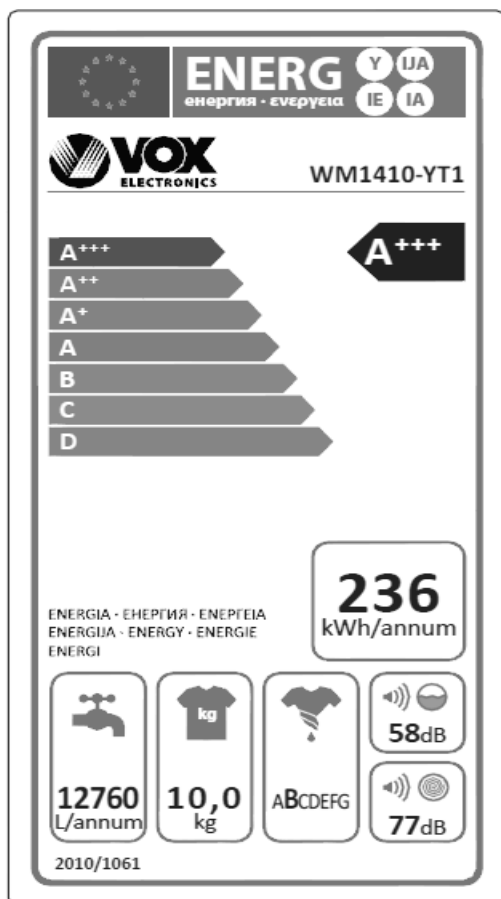 ENERG
енергия · ενεργεια
Y IJA
IE IA
VOX
ELECTRONICS
WM1410-YT1
A+++
A+++
A++
A+
A
B
C
D
236
kWh/annum
ENERGIA · ЕНЕРГИЯ · ΕΝΕΡΓΕΙΑ
ENERGIJA · ENERGY · ENERGIE
ENERGI
12760
L/annum
kg
10,0
kg
ABCDEFG
58dB
77dB
2010/1061